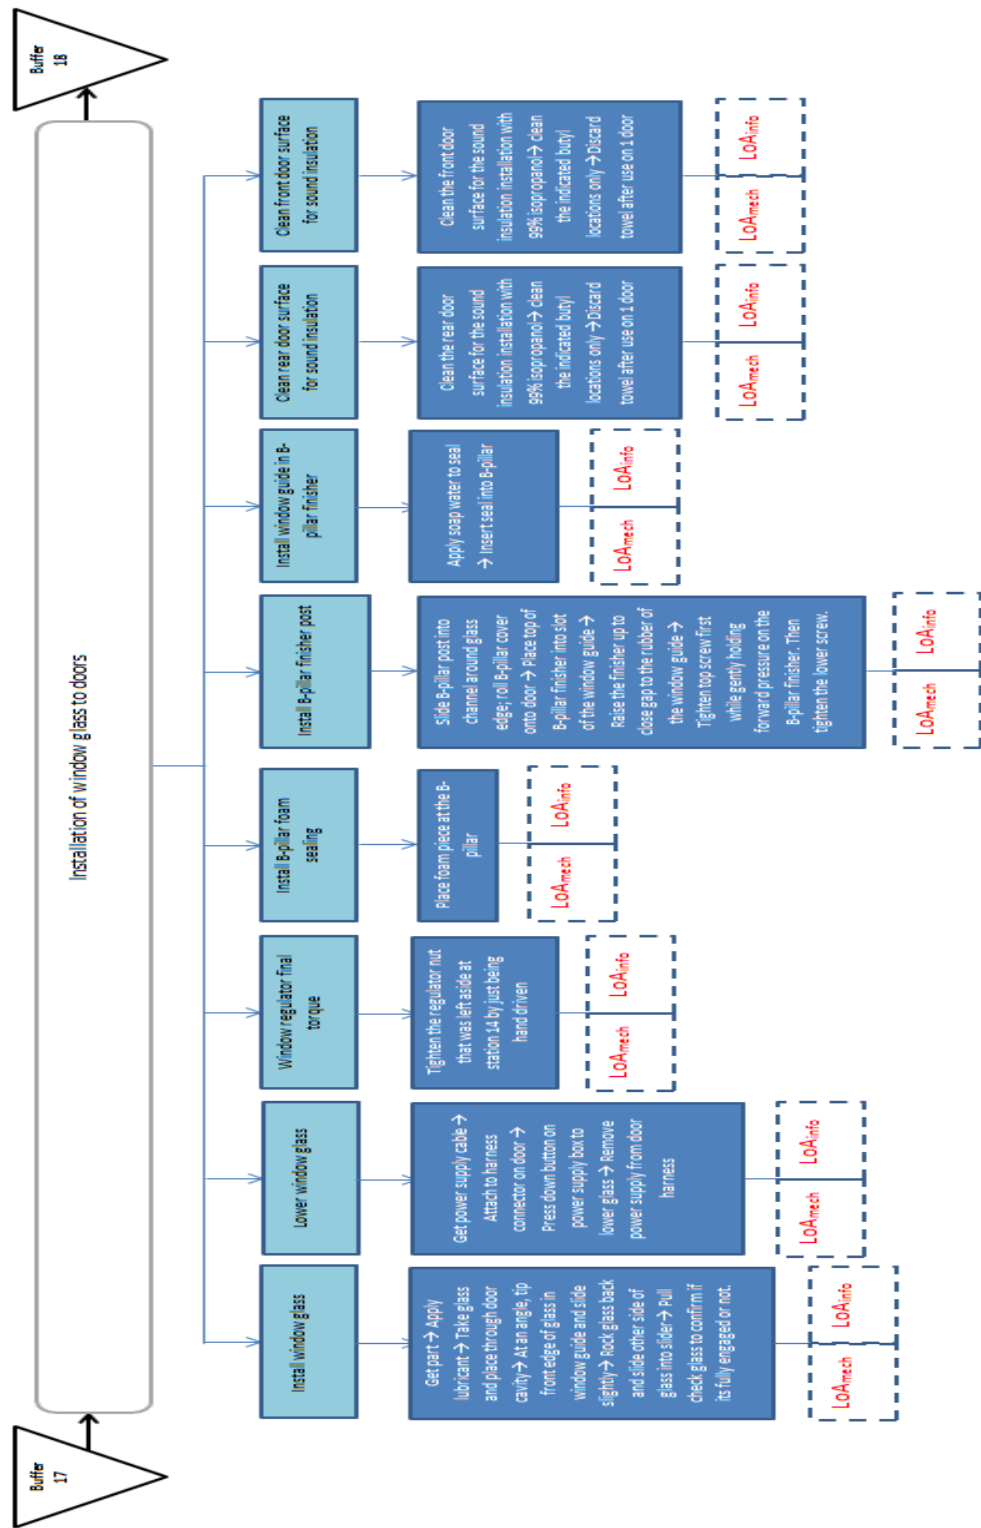 Buffer
17
Installation of window glass to doors
Buffer
18
Install window glass
Get part → Apply
lubricant → Take glass
and place through door
cavity → At an angle, tip
front edge of glass in
window guide and slide
slightly → Rock glass back
and slide other side of
glass into slider → Pull
check glass to confirm if
its fully engaged or not.
LoAmech
LoAinfo
Lower window glass
Get power supply cable →
Attach to harness
connector on door →
Press down button on
power supply box to
lower glass → Remove
power supply from door
harness
LoAmech
LoAinfo
Window regulator final
torque
Tighten the regulator nut
that was left aside at
station 14 by just being
hand driven
LoAmech
LoAinfo
Install B-pillar foam
sealing
Place foam piece at the B-
pillar
LoAmech
LoAinfo
Install B-pillar finisher post
Slide B-pillar post into
channel around glass
edge; roll B-pillar cover
onto door → Place top of
B-pillar finisher into slot
of the window guide →
Raise the finisher up to
close gap to the rubber of
the window guide →
Tighten top screw first
while gently holding
forward pressure on the
B-pillar finisher. Then
tighten the lower screw.
LoAmech
LoAinfo
Install window guide in B-
pillar finisher
Apply soap water to seal
→ Insert seal into B-pillar
LoAmech
LoAinfo
Clean rear door surface
for sound insulation
Clean the rear door
surface for the sound
insulation installation with
99% isopropanol → clean
the indicated butyl
locations only → Discard
towel after use on 1 door
LoAmech
LoAinfo
Clean front door surface
for sound insulation
Clean the front door
surface for the sound
insulation installation with
99% isopropanol → clean
the indicated butyl
locations only → Discard
towel after use on 1 door
LoAmech
LoAinfo